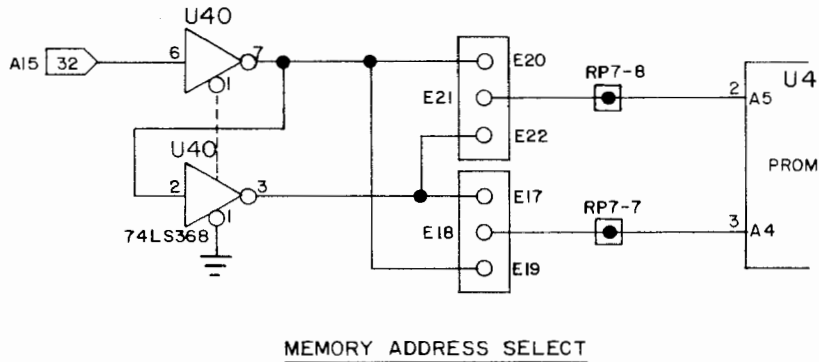 U40
A15 32
6 7
1
E20
E21
E22
RP7-8
2 A5
U4
PROM
U40
2 3
1
74LS368
E17
E18
E19
RP7-7
3 A4
MEMORY ADDRESS SELECT